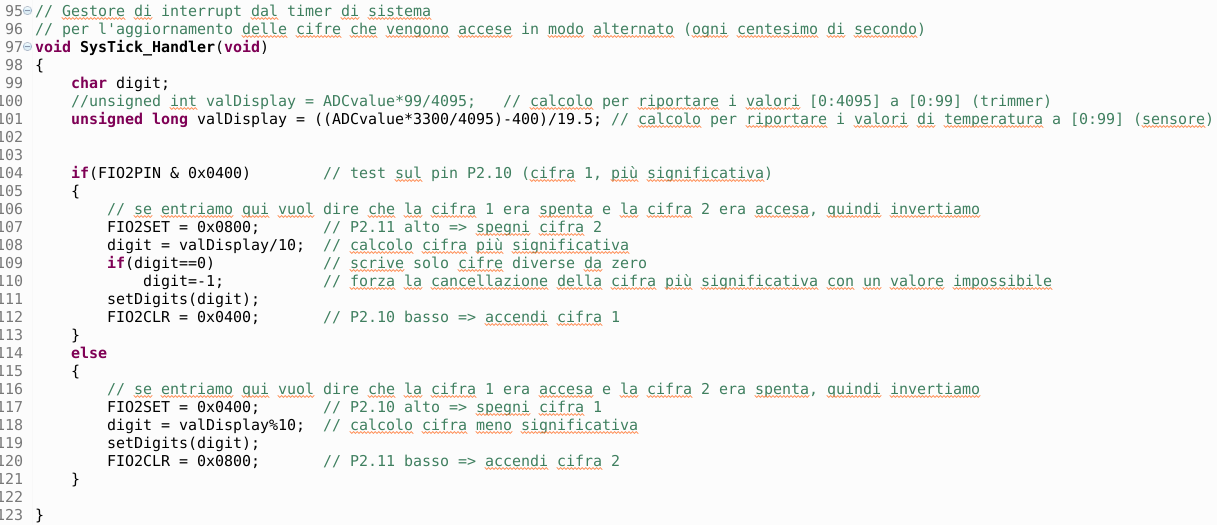 95 // Gestore di interrupt dal timer di sistema
96 // per l'aggiornamento delle cifre che vengono accese in modo alternato (ogni centesimo di secondo)
97 void SysTick_Handler(void)
98 {
99     char digit;
100     //unsigned int valDisplay = ADCvalue*99/4095;   // calcolo per riportare i valori [0:4095] a [0:99] (trimmer)
101     unsigned long valDisplay = ((ADCvalue*3300/4095)-400)/19.5; // calcolo per riportare i valori di temperatura a [0:99] (sensore)
102
103
104     if(FIO2PIN & 0x0400)        // test sul pin P2.10 (cifra 1, più significativa)
105     {
106         // se entriamo qui vuol dire che la cifra 1 era spenta e la cifra 2 era accesa, quindi invertiamo
107         FIO2SET = 0x0800;       // P2.11 alto => spegni cifra 2
108         digit = valDisplay/10;  // calcolo cifra più significativa
109         if(digit==0)            // scrive solo cifre diverse da zero
110             digit=-1;           // forza la cancellazione della cifra più significativa con un valore impossibile
111         setDigits(digit);
112         FIO2CLR = 0x0400;       // P2.10 basso => accendi cifra 1
113     }
114     else
115     {
116         // se entriamo qui vuol dire che la cifra 1 era accesa e la cifra 2 era spenta, quindi invertiamo
117         FIO2SET = 0x0400;       // P2.10 alto => spegni cifra 1
118         digit = valDisplay%10;  // calcolo cifra meno significativa
119         setDigits(digit);
120         FIO2CLR = 0x0800;       // P2.11 basso => accendi cifra 2
121     }
122
123 }